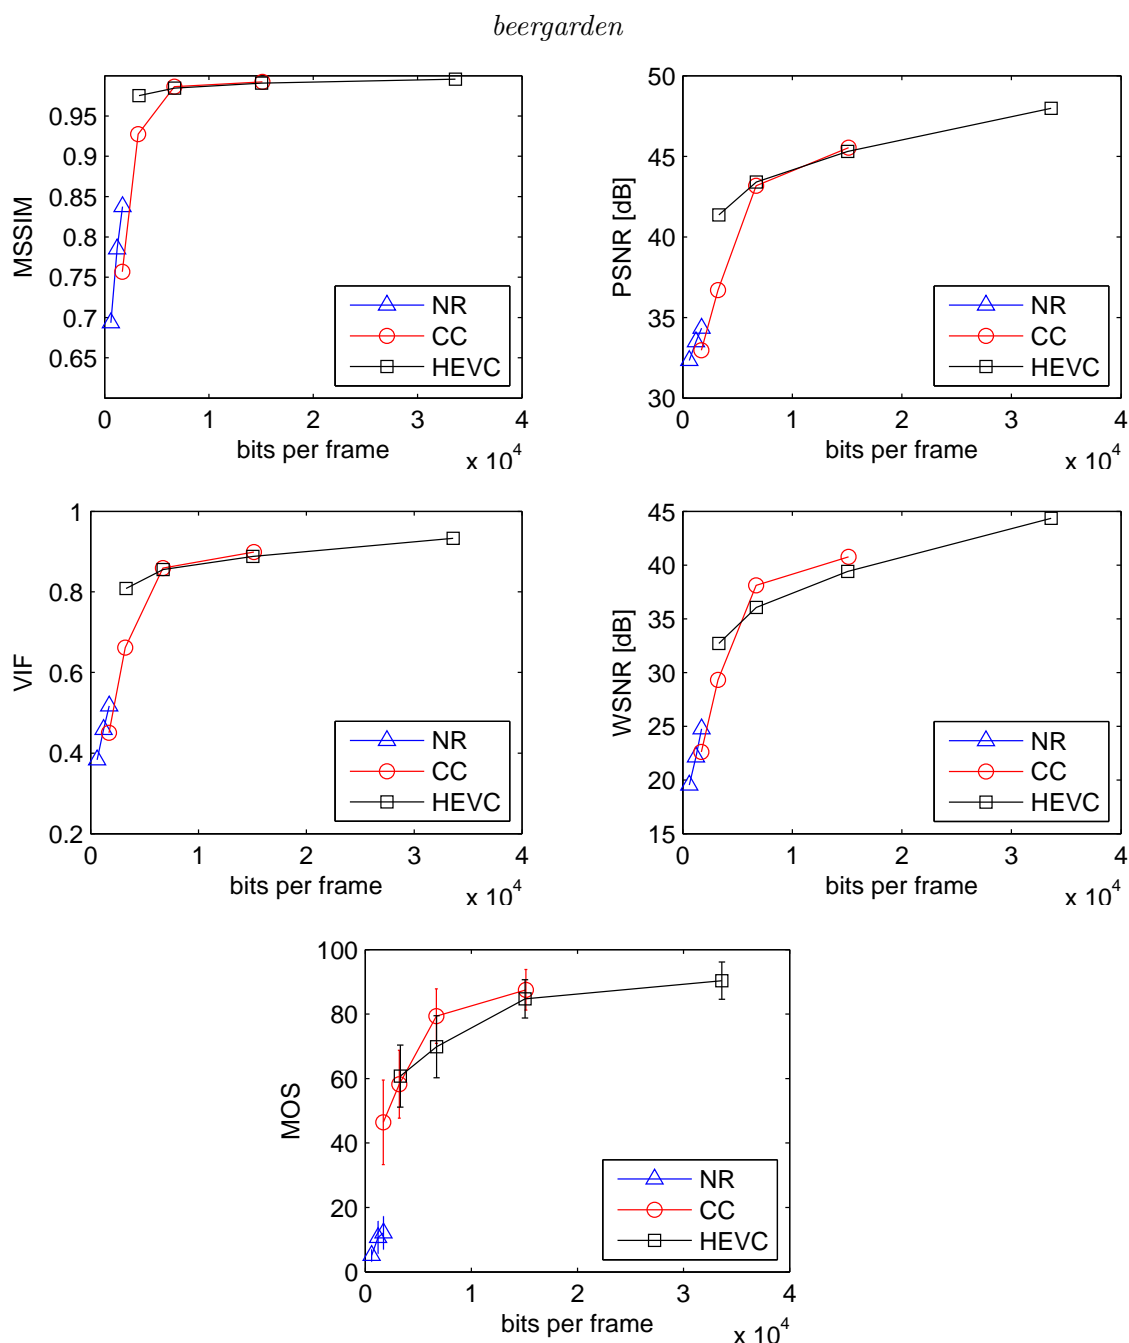 beergarden
0.95
0.9
0.85
0.8
0.75
0.7
0.65
MSSIM
NR
CC
HEVC
0 1 2 3 4
bits per frame
x 10^4
50
45
40
35
30
PSNR [dB]
NR
CC
HEVC
0 1 2 3 4
bits per frame
x 10^4
1
0.8
0.6
0.4
0.2
VIF
NR
CC
HEVC
0 1 2 3 4
bits per frame
x 10^4
45
40
35
30
25
20
15
WSNR [dB]
NR
CC
HEVC
0 1 2 3 4
bits per frame
x 10^4
100
80
60
40
20
0
MOS
NR
CC
HEVC
0 1 2 3 4
bits per frame
x 10^4